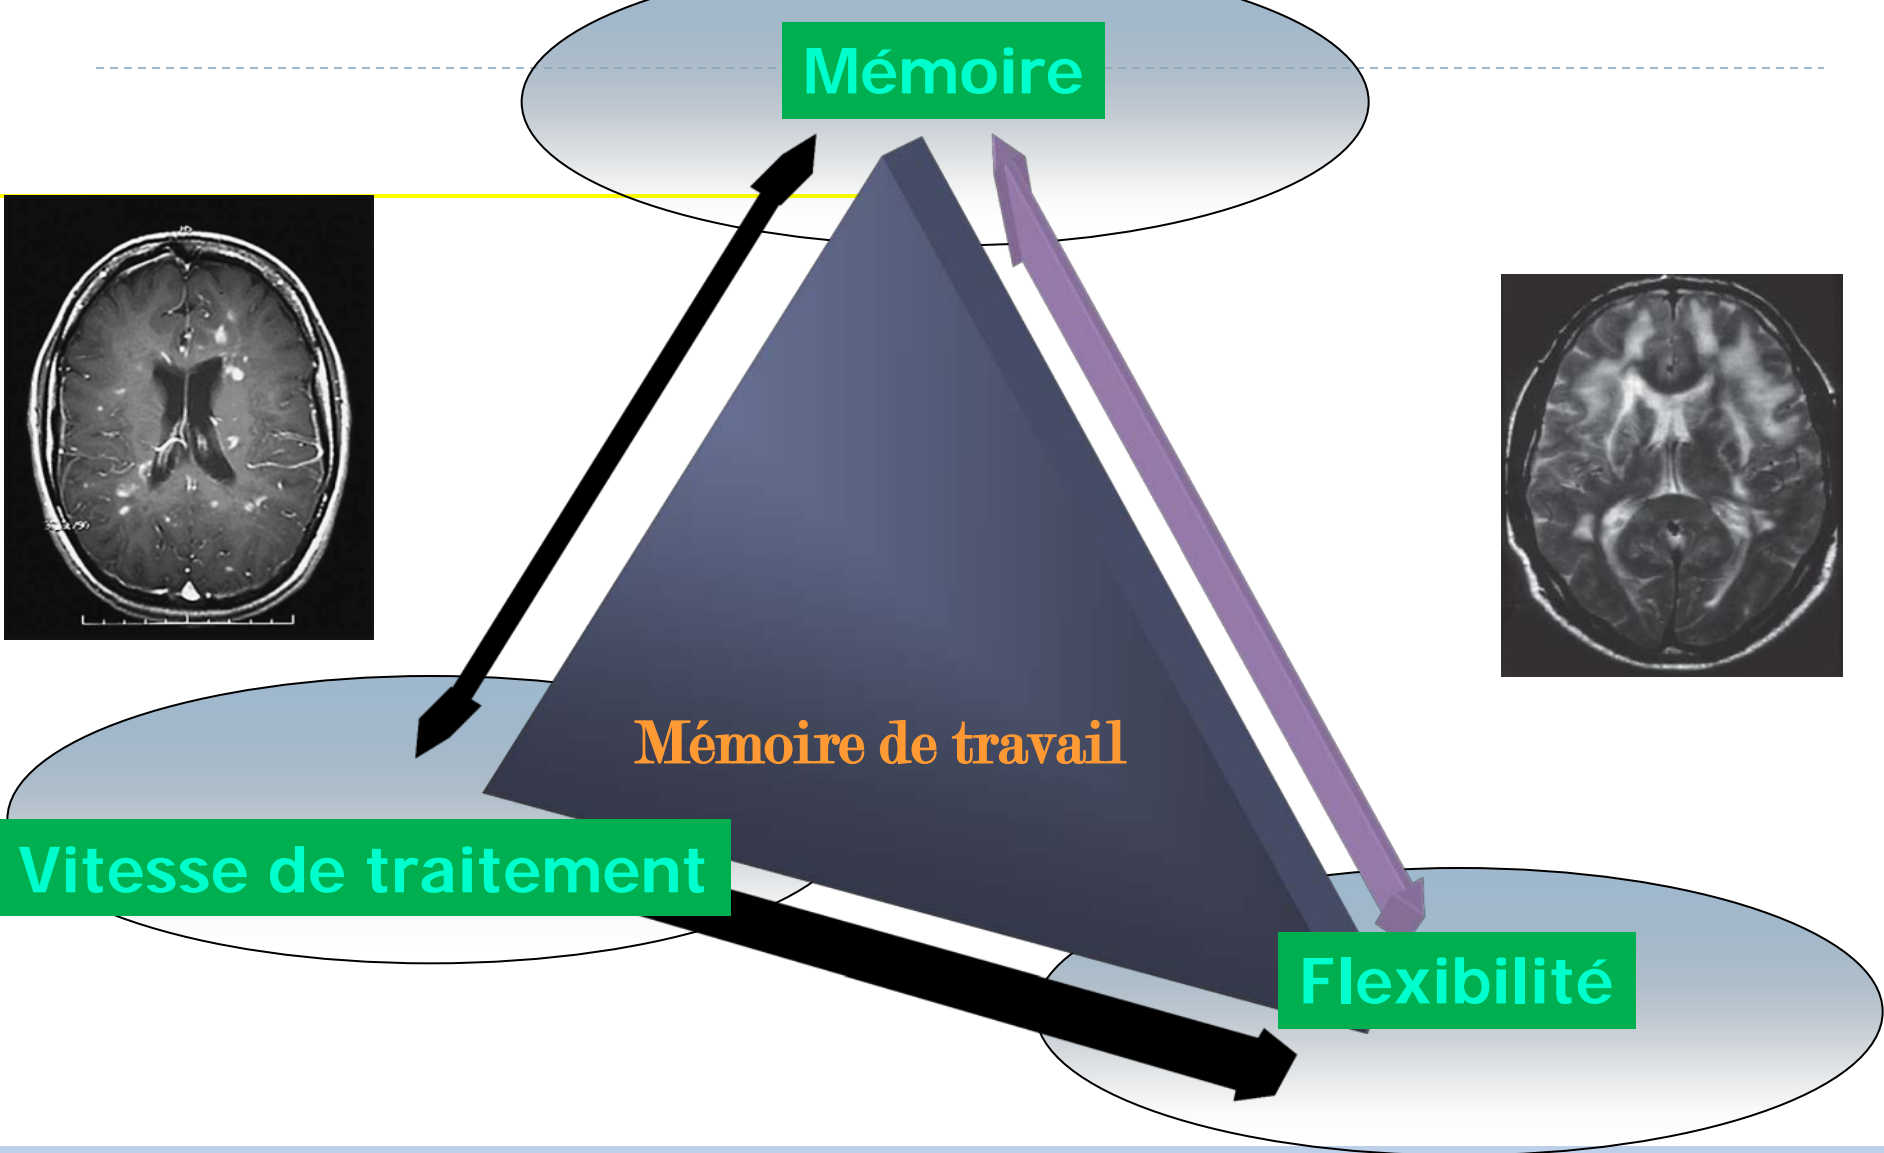 Mémoire
Mémoire de travail
Vitesse de traitement
Flexibilité